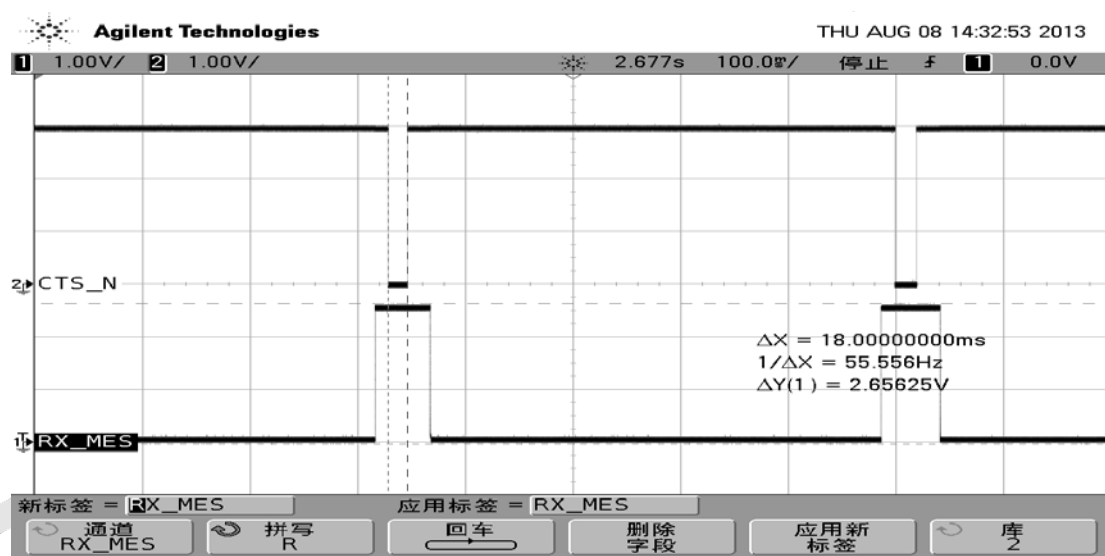 Agilent Technologies THU AUG 08 14:32:53 2013
1 1.00V/ 2 1.00V/ 2.677s 100.0ms/ 停止 1 0.0V
2 CTS_N
ΔX = 18.00000000ms
1/ΔX = 55.556Hz
ΔY(1) = 2.65625V
1 RX_MES
新标签 = RX_MES 应用标签 = RX_MES
通道 拼写 回车 删除 应用新 库
RX_MES R 字段 标签 2